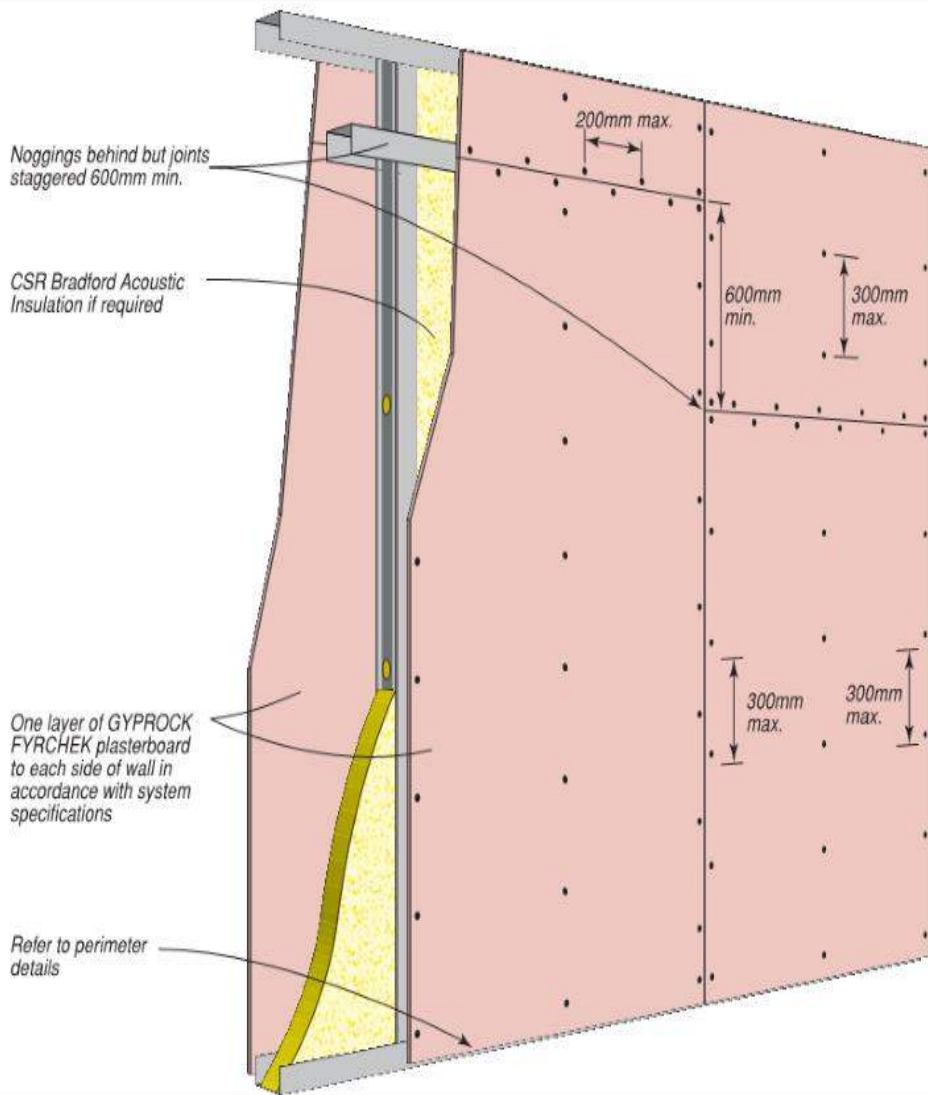 200mm max.
Noggings behind but joints
staggered 600mm min.
CSR Bradford Acoustic
Insulation if required
600mm
min.
300mm
max.
One layer of GYPROCK
FYRCHEK plasterboard
to each side of wall in
accordance with system
specifications
300mm
max.
300mm
max.
Refer to perimeter
details